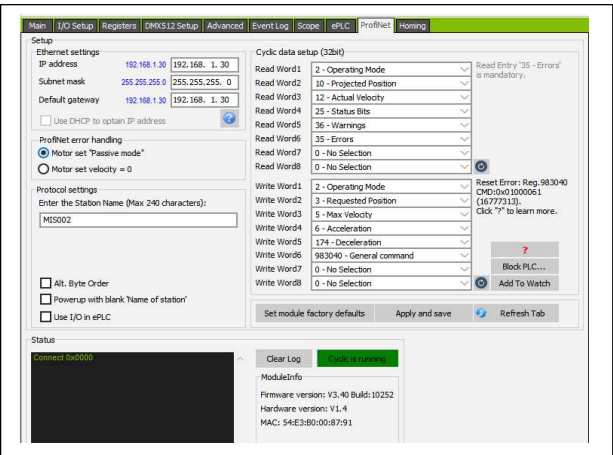 Main I/O Setup Registers DMX512 Setup Advanced Event Log Scope ePLC ProfiNet Homing
Setup
Ethernet settings
IP address 192.168.1.30 192.168. 1. 30
Subnet mask 255.255.255.0 255.255.255. 0
Default gateway 192.168.1.30 192.168. 1. 30
Use DHCP to optain IP address
ProfiNet error handling
Motor set "Passive mode"
Motor set velocity = 0
Protocol settings
Enter the Station Name (Max 240 characters):
MIS002
Alt. Byte Order
Powerup with blank 'Name of station'
Use I/O in ePLC
Cyclic data setup (32bit)
Read Word1 2 - Operating Mode
Read Word2 10 - Projected Position
Read Word3 12 - Actual Velocity
Read Word4 25 - Status Bits
Read Word5 36 - Warnings
Read Word6 35 - Errors
Read Word7 0 - No Selection
Read Word8 0 - No Selection
Read Entry '35 - Errors'
is mandatory.
Write Word1 2 - Operating Mode
Write Word2 3 - Requested Position
Write Word3 5 - Max Velocity
Write Word4 6 - Acceleration
Write Word5 174 - Deceleration
Write Word6 983040 - General command
Write Word7 0 - No Selection
Write Word8 0 - No Selection
Reset Error: Reg.983040
CMD:0x01000061
(16777313).
Click "?" to learn more.
?
Block PLC...
Add To Watch
Set module factory defaults Apply and save Refresh Tab
Status
Connect 0x0000
Clear Log Cyclic is running
ModuleInfo
Firmware version: V3.40 Build:10252
Hardware version: V1.4
MAC: 54:E3:B0:00:87:91